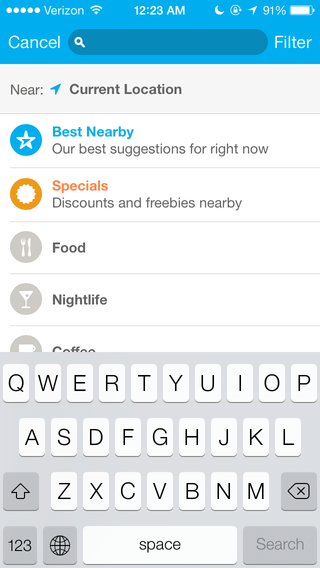 Verizon 12:23 AM 91%
Cancel Filter
Near: Current Location
Best Nearby
Our best suggestions for right now
Specials
Discounts and freebies nearby
Food
Nightlife
Coffee
Q W E R T Y U I O P
A S D F G H J K L
Z X C V B N M
123 space Search